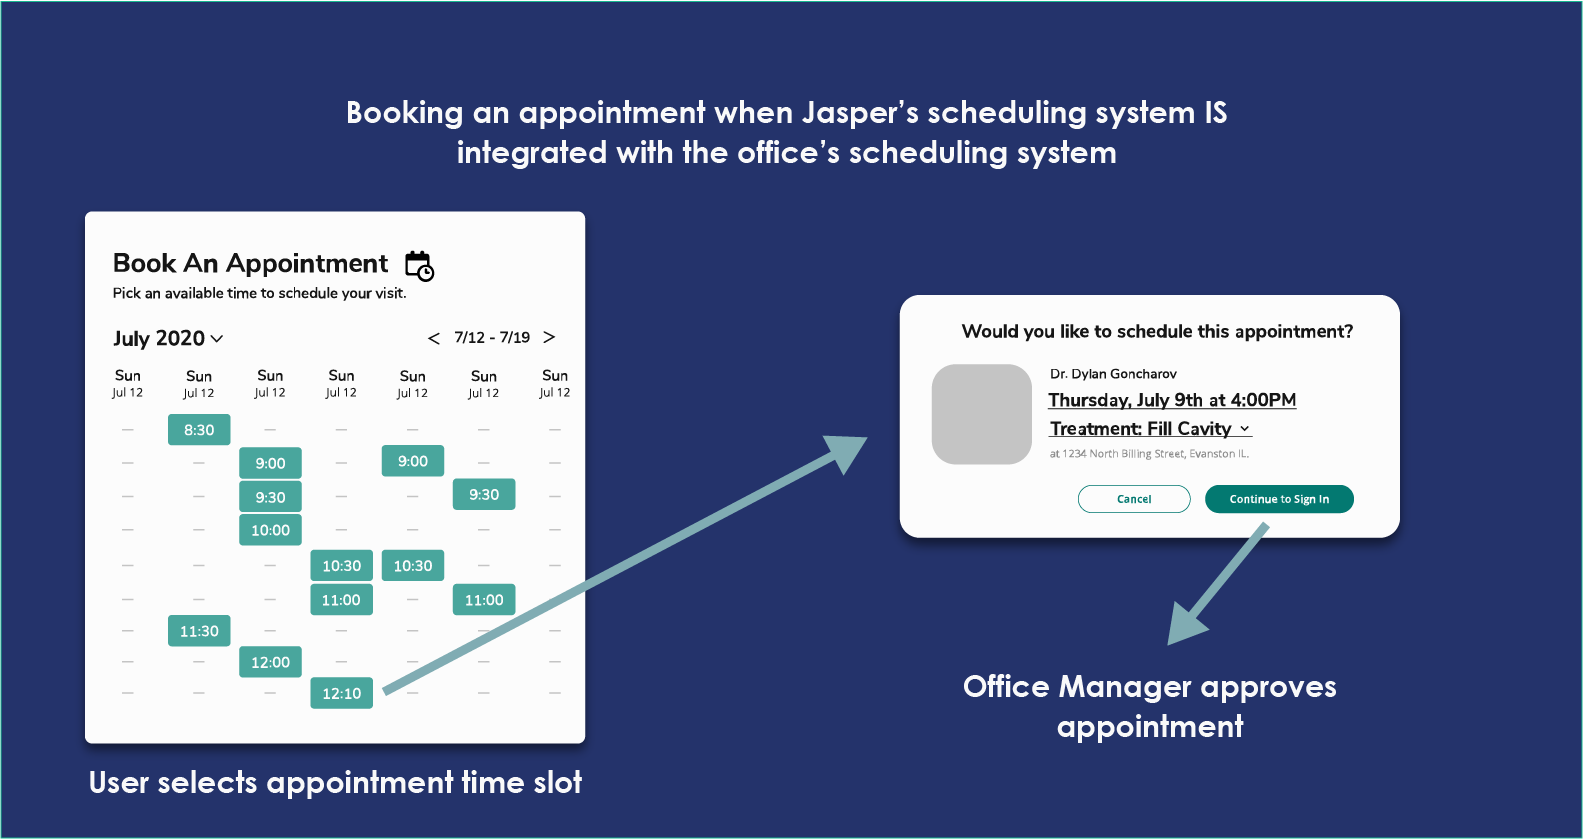 Booking an appointment when Jasper's scheduling system IS
integrated with the office's scheduling system
Book An Appointment
Pick an available time to schedule your visit.
July 2020
< 7/12 - 7/19 >
Sun Sun Sun Sun Sun Sun Sun
Jul 12 Jul 12 Jul 12 Jul 12 Jul 12 Jul 12 Jul 12
8:30
9:00 9:00
9:30 9:30
10:00
10:30 10:30
11:00 11:00
11:30
12:00
12:10
User selects appointment time slot
Would you like to schedule this appointment?
Dr. Dylan Goncharov
Thursday, July 9th at 4:00PM
Treatment: Fill Cavity
at 1234 North Billing Street, Evanston IL.
Cancel Continue to Sign In
Office Manager approves
appointment